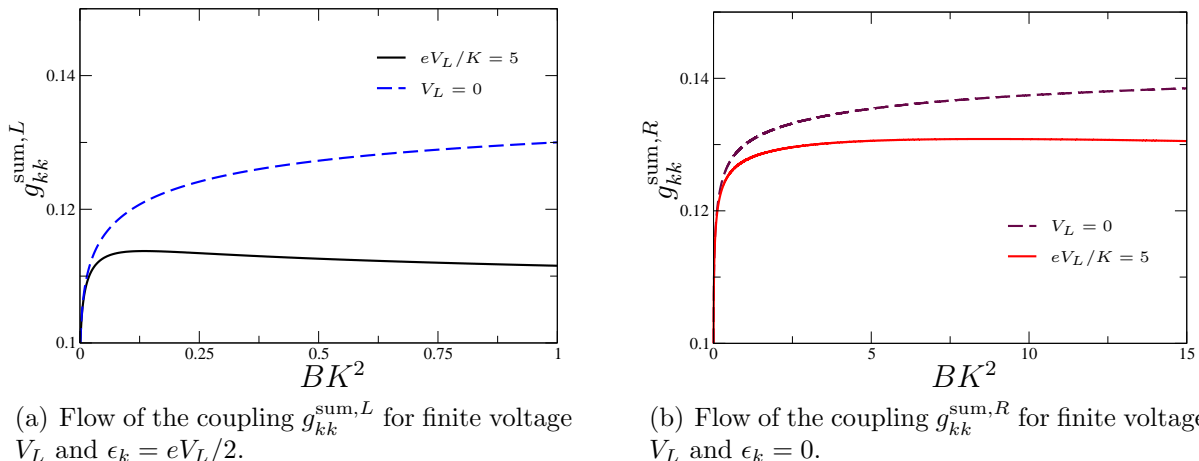 0.14
0.12
0.1
g_{kk}^{sum,L}
eV_L/K = 5
V_L = 0
0 0.25 0.5 0.75 1
BK^2
(a) Flow of the coupling g_{kk}^{sum,L} for finite voltage
V_L and ϵ_k = eV_L/2.
0.14
0.12
0.1
g_{kk}^{sum,R}
V_L = 0
eV_L/K = 5
0 5 10 15
BK^2
(b) Flow of the coupling g_{kk}^{sum,R} for finite voltage
V_L and ϵ_k = 0.